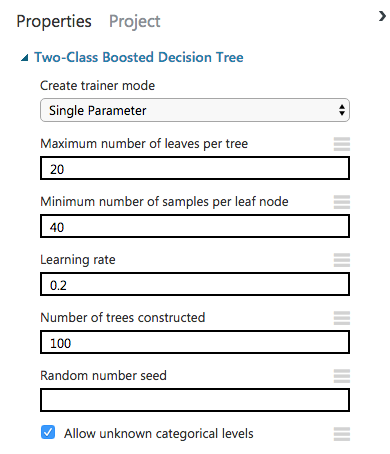 Properties Project
Two-Class Boosted Decision Tree
Create trainer mode
Single Parameter
Maximum number of leaves per tree
20
Minimum number of samples per leaf node
40
Learning rate
0.2
Number of trees constructed
100
Random number seed
Allow unknown categorical levels